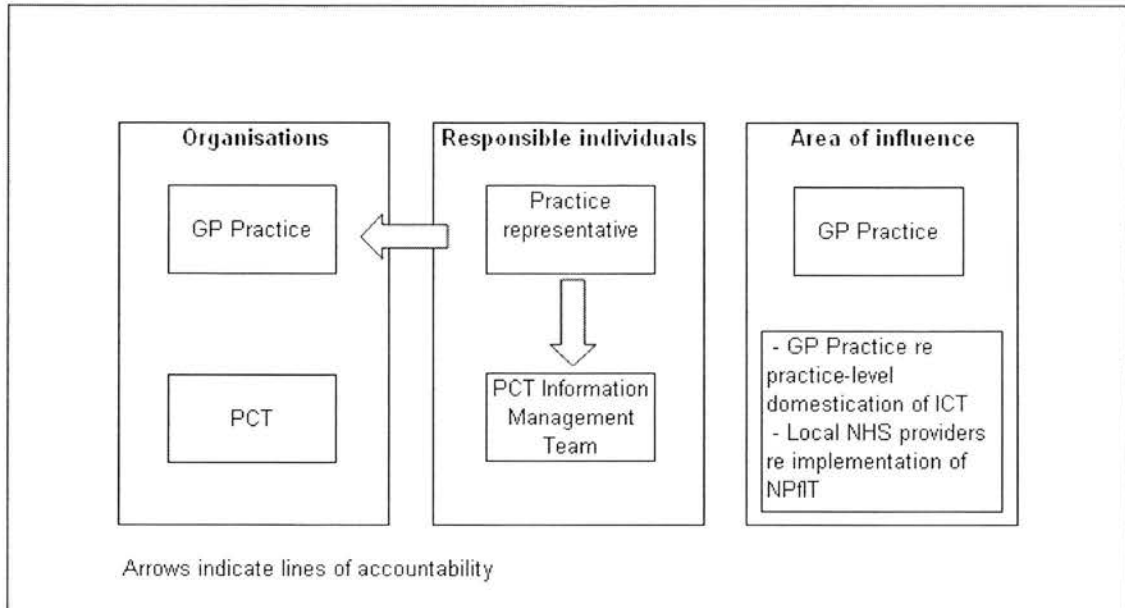 Organisations
GP Practice
PCT
Responsible individuals
Practice
representative
PCT Information
Management
Team
Area of influence
GP Practice
- GP Practice re
practice-level
domestication of ICT
- Local NHS providers
re implementation of
NPfIT
Arrows indicate lines of accountability